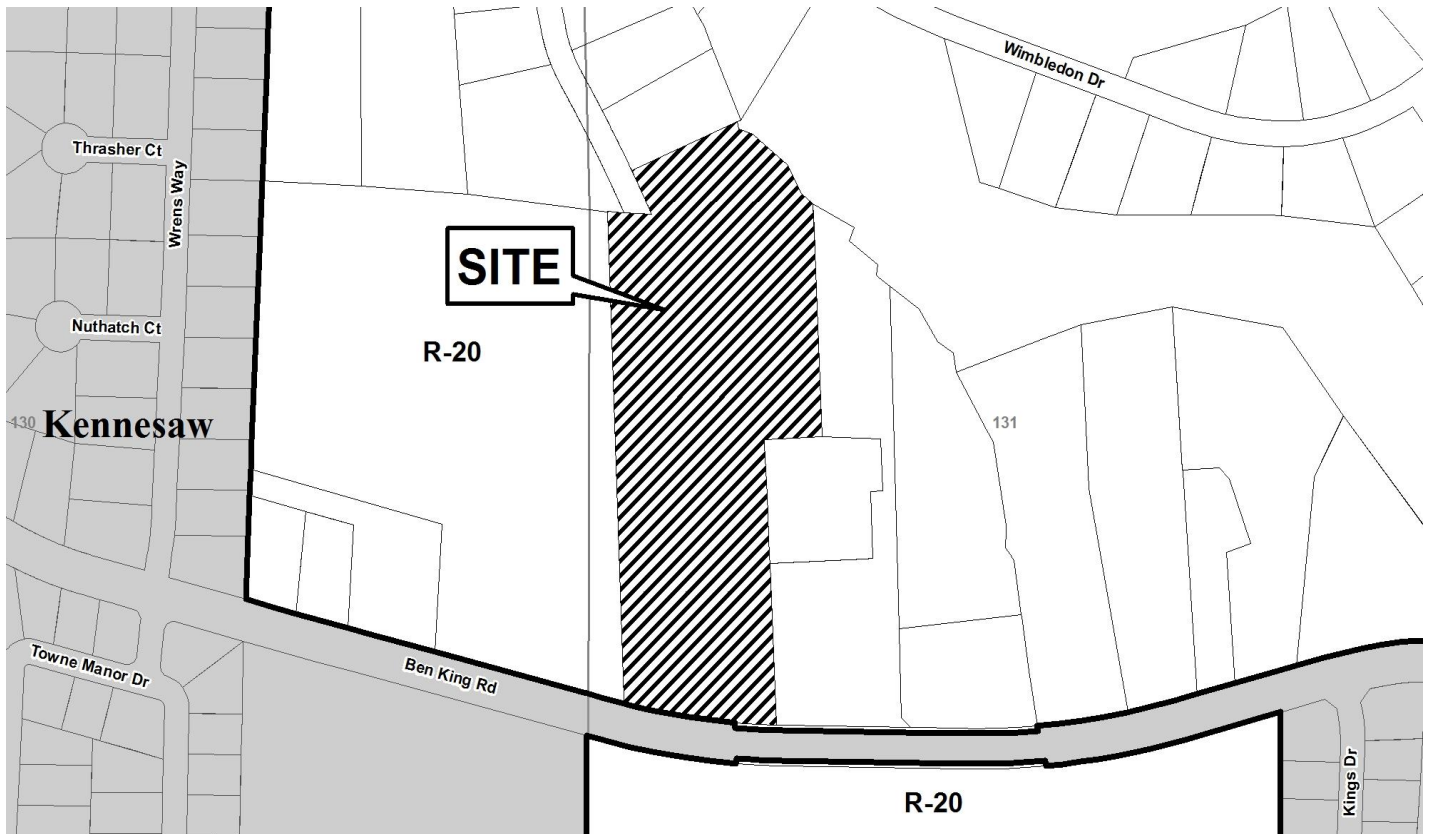 Wimbledon Dr
Thrasher Ct
Wrens Way
SITE
Nuthatch Ct
R-20
130
Kennesaw
131
Towne Manor Dr
Ben King Rd
Kings Dr
R-20